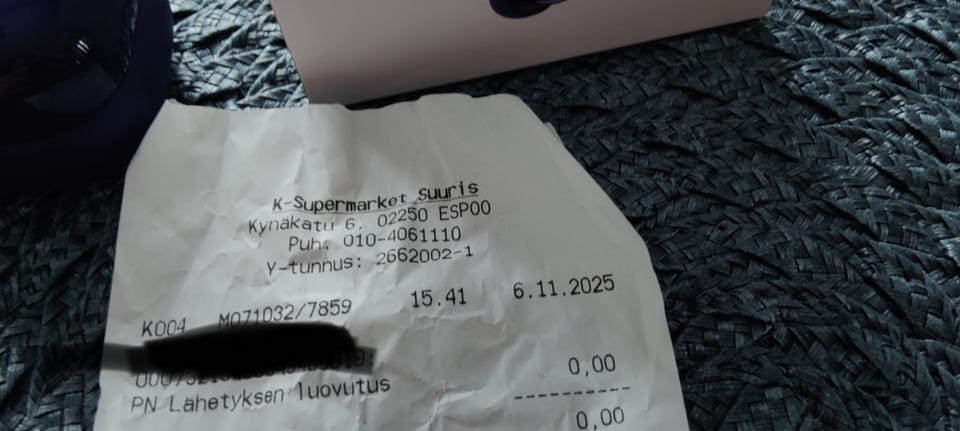 K-Supermarket Suuris
Kynäkatu 6, 02250 ESPOO
Puh. 010-4061110
Y-tunnus: 2662002-1
K004 M071032/7859 15.41 6.11.2025
0,00
PN Lähetyksen luovutus
0,00